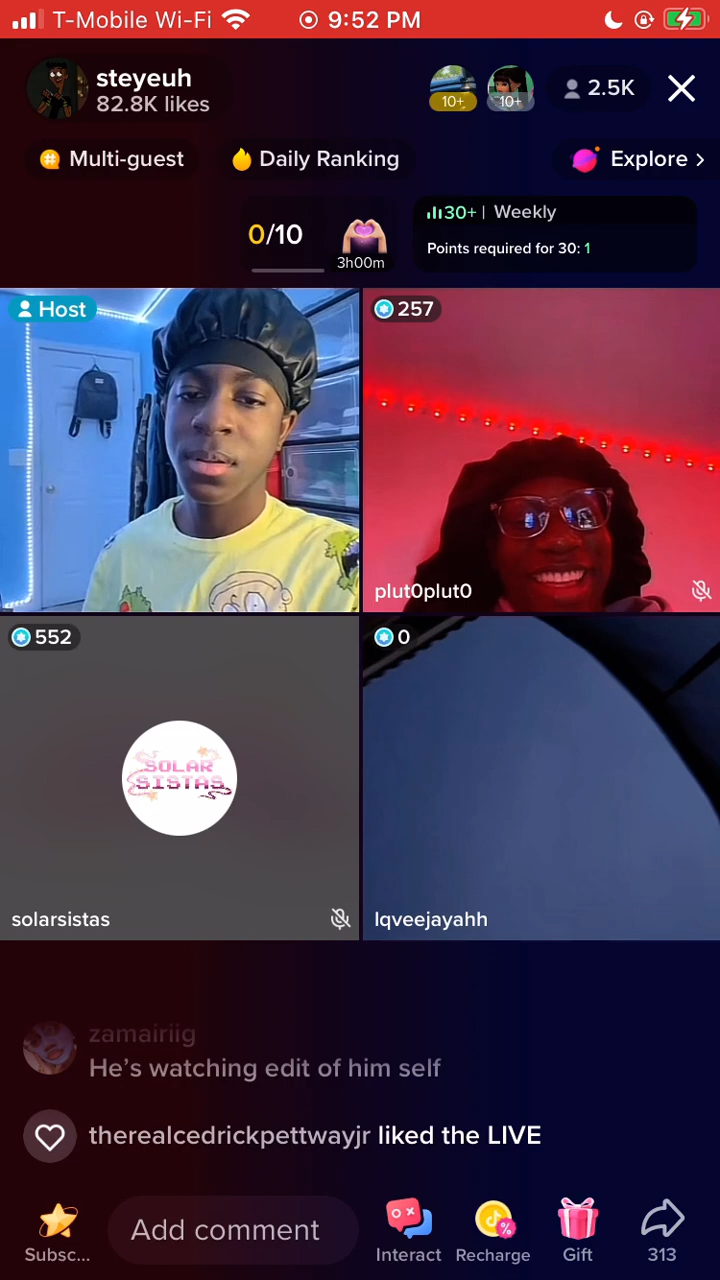 T-Mobile Wi-Fi 9:52 PM
steyeuh
82.8K likes
10+
10+
2.5K
Multi-guest
Daily Ranking
Explore >
0/10
3h00m
30+ | Weekly
Points required for 30: 1
Host
257
plut0plut0
552
SOLAR
SISTAS
solarsistas
0
lqveejayahh
zamairiig
He's watching edit of him self
therealcedrickpettwayjr liked the LIVE
Subsc...
Add comment
Interact
Recharge
Gift
313